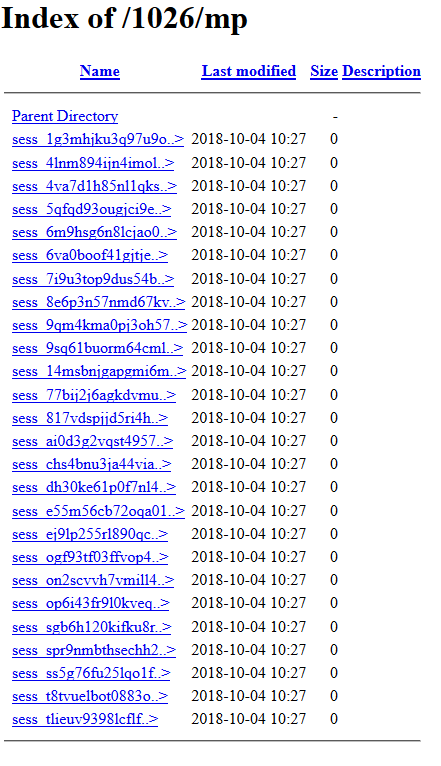 Index of /1026/mp
Name Last modified Size Description
Parent Directory -
sess_1g3mhjku3q97u9o..> 2018-10-04 10:27 0
sess_4lnm894ijn4imol..> 2018-10-04 10:27 0
sess_4va7d1h85nl1qks..> 2018-10-04 10:27 0
sess_5qfqd93ougjci9e..> 2018-10-04 10:27 0
sess_6m9hsg6n8lcjao0..> 2018-10-04 10:27 0
sess_6va0boof41gjtje..> 2018-10-04 10:27 0
sess_7i9u3top9dus54b..> 2018-10-04 10:27 0
sess_8e6p3n57nmd67kv..> 2018-10-04 10:27 0
sess_9qm4kma0pj3oh57..> 2018-10-04 10:27 0
sess_9sq61buorm64cml..> 2018-10-04 10:27 0
sess_14msbnjgapgmi6m..> 2018-10-04 10:27 0
sess_77bij2j6agkdvmu..> 2018-10-04 10:27 0
sess_817vdspjjd5ri4h..> 2018-10-04 10:27 0
sess_ai0d3g2vqst4957..> 2018-10-04 10:27 0
sess_chs4bnu3ja44via..> 2018-10-04 10:27 0
sess_dh30ke61p0f7nl4..> 2018-10-04 10:27 0
sess_e55m56cb72oqa01..> 2018-10-04 10:27 0
sess_ej9lp255rl890qc..> 2018-10-04 10:27 0
sess_ogf93tf03ffvop4..> 2018-10-04 10:27 0
sess_on2scvvh7vmill4..> 2018-10-04 10:27 0
sess_op6i43fr9l0kveq..> 2018-10-04 10:27 0
sess_sgb6h120kifku8r..> 2018-10-04 10:27 0
sess_spr9nmbthsechh2..> 2018-10-04 10:27 0
sess_ss5g76fu25lqo1f..> 2018-10-04 10:27 0
sess_t8tvuelbot0883o..> 2018-10-04 10:27 0
sess_tlieuv9398lcflf..> 2018-10-04 10:27 0